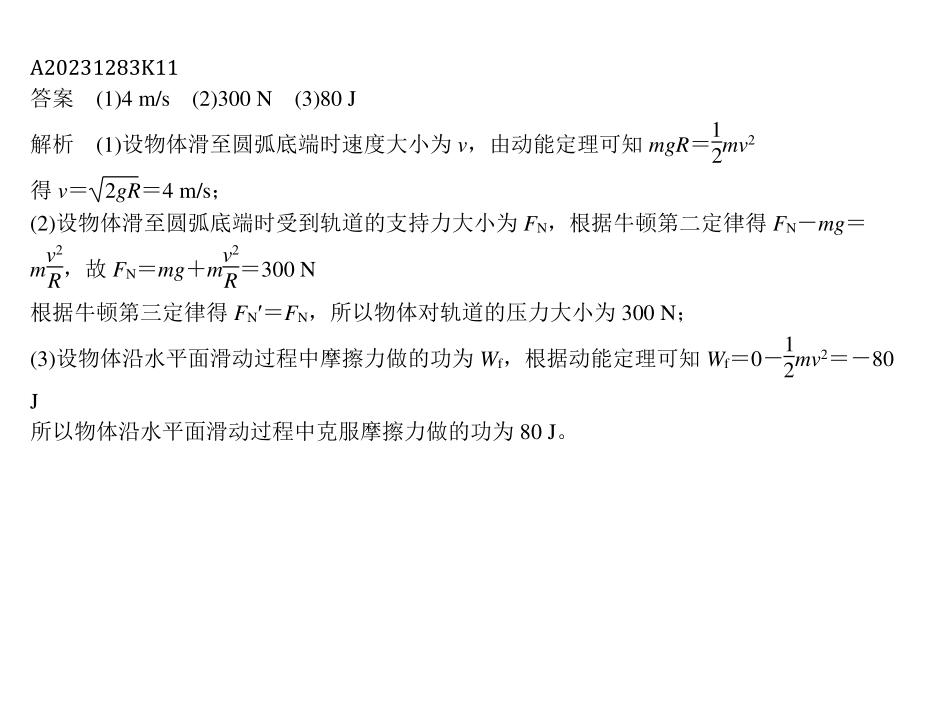 A20231283K11
答案　(1)4 m/s　(2)300 N　(3)80 J
解析　(1)设物体滑至圆弧底端时速度大小为 v，由动能定理可知 mgR＝\frac{1}{2}mv²
得 v＝\sqrt{2gR}＝4 m/s；
(2)设物体滑至圆弧底端时受到轨道的支持力大小为 F_N，根据牛顿第二定律得 F_N－mg＝
m\frac{v²}{R}，故 F_N＝mg＋m\frac{v²}{R}＝300 N
根据牛顿第三定律得 F_N′＝F_N，所以物体对轨道的压力大小为 300 N；
(3)设物体沿水平面滑动过程中摩擦力做的功为 W_f，根据动能定理可知 W_f＝0－\frac{1}{2}mv²＝－80
J
所以物体沿水平面滑动过程中克服摩擦力做的功为 80 J。